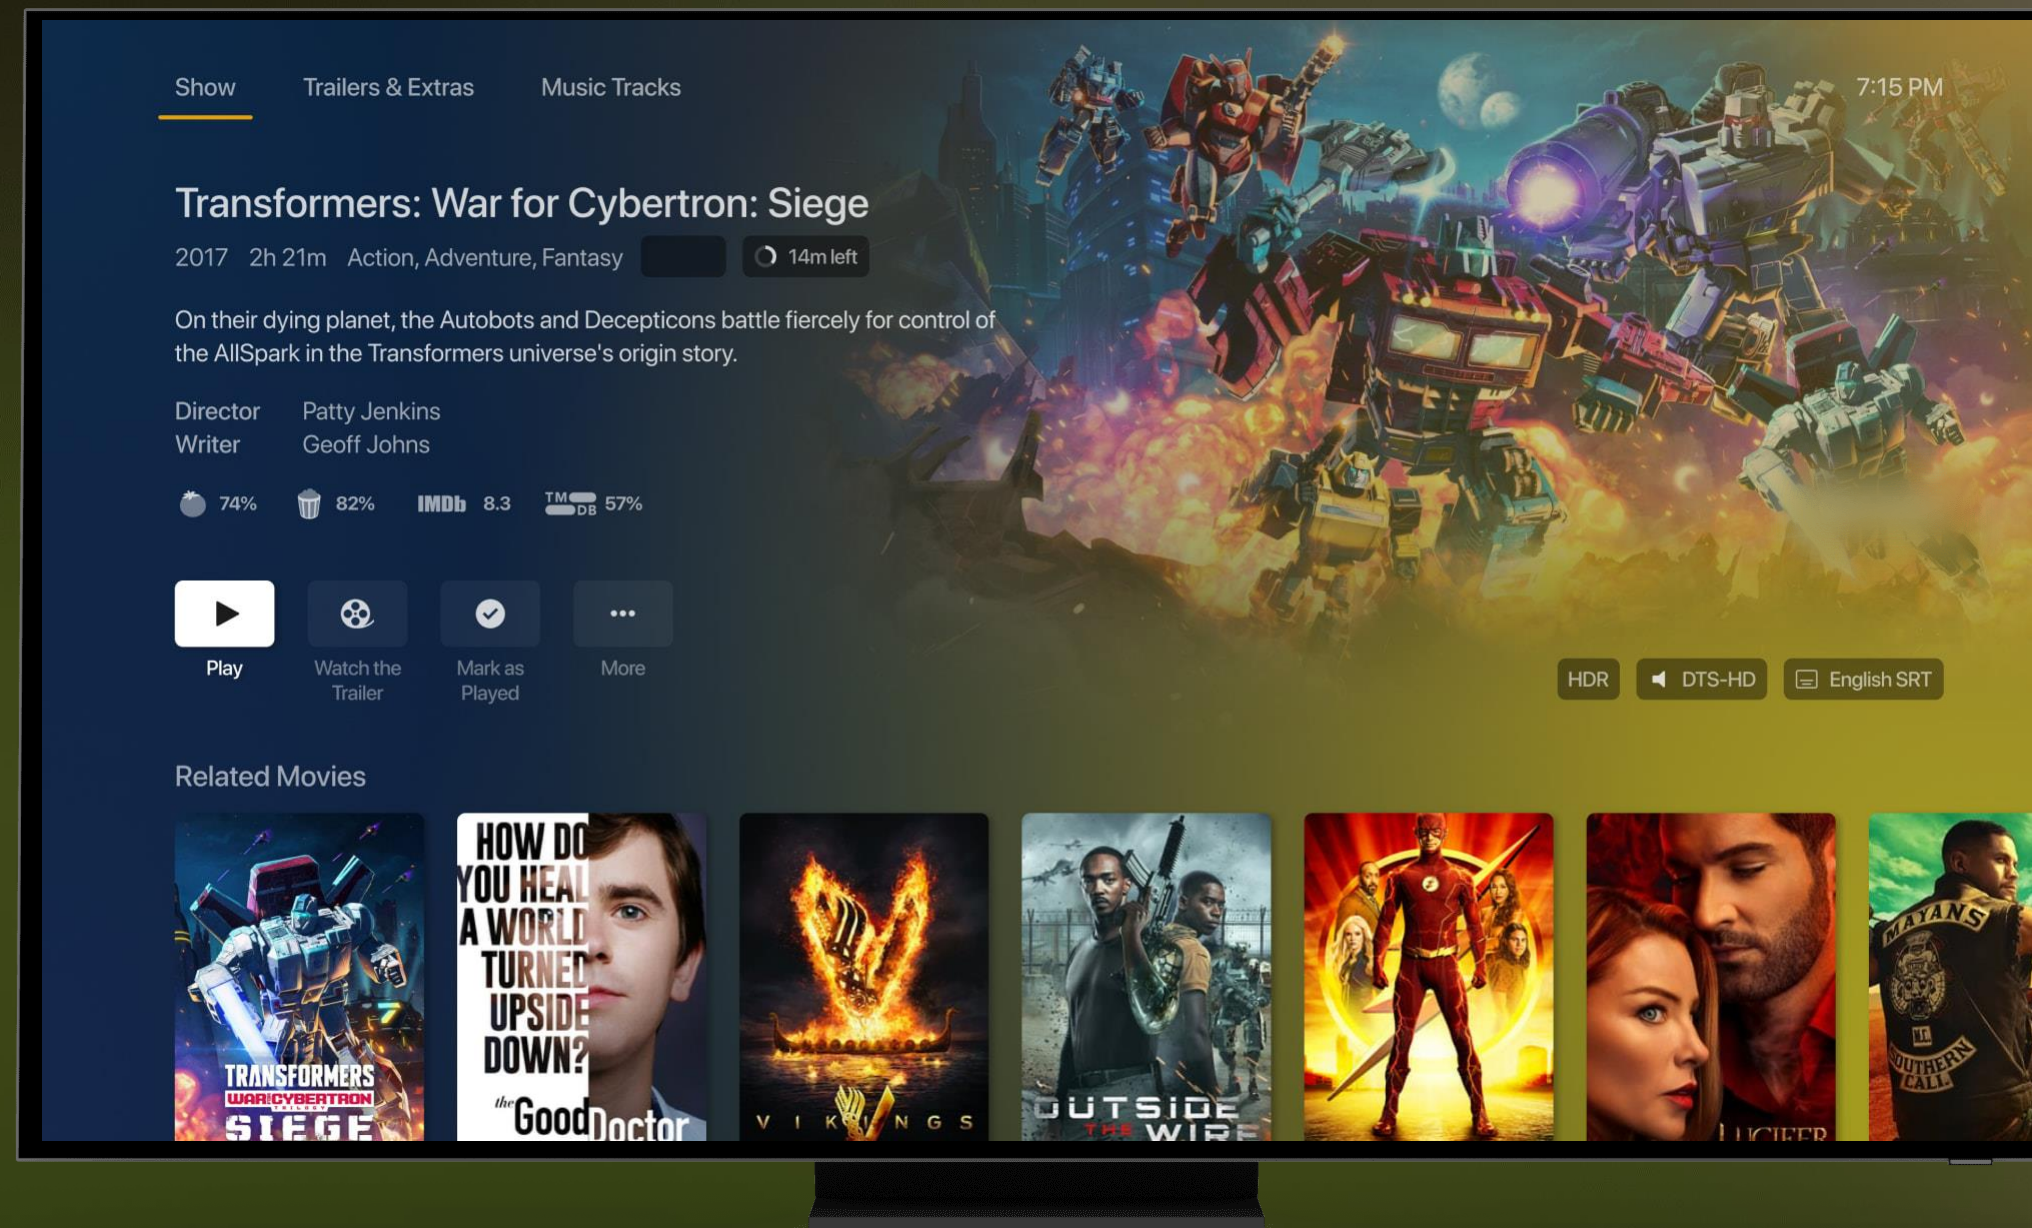 Show Trailers & Extras Music Tracks 7:15 PM
Transformers: War for Cybertron: Siege
2017 2h 21m Action, Adventure, Fantasy 14m left
On their dying planet, the Autobots and Decepticons battle fiercely for control of
the AllSpark in the Transformers universe's origin story.
Director Patty Jenkins
Writer Geoff Johns
74% 82% IMDb 8.3 TMDB 57%
Play
Watch the
Trailer
Mark as
Played
More
HDR DTS-HD English SRT
Related Movies
TRANSFORMERS
WAR FOR CYBERTRON
TRILOGY
SIEGE
HOW DO
YOU HEAL
A WORLD
TURNED
UPSIDE
DOWN?
the Good Doctor
VIKINGS
OUTSIDE
THE WIRE
LUCIFER
MAYANS
M.C.
SOUTHERN
CALI.